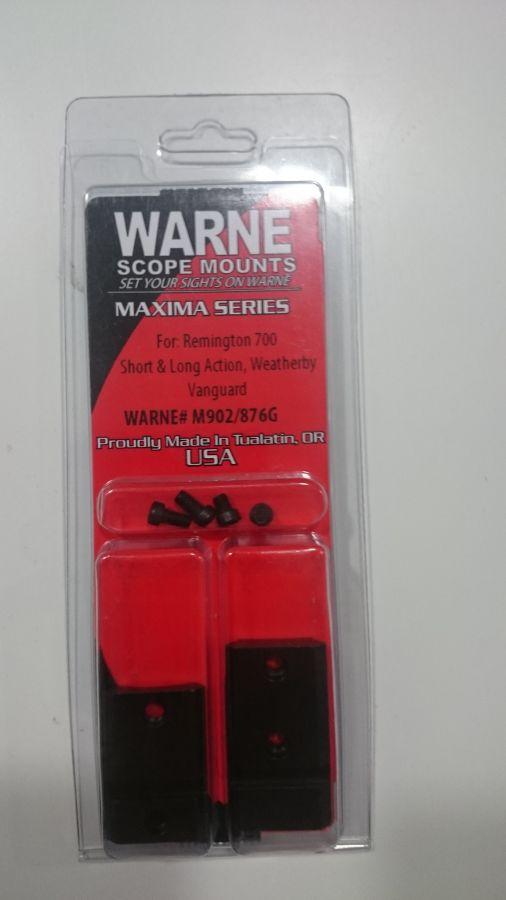 WARNE
SCOPE MOUNTS
SET YOUR SIGHTS ON WARNE
MAXIMA SERIES
For: Remington 700
Short & Long Action, Weatherby
Vanguard
WARNE# M902/876G
Proudly Made In Tualatin, OR
USA